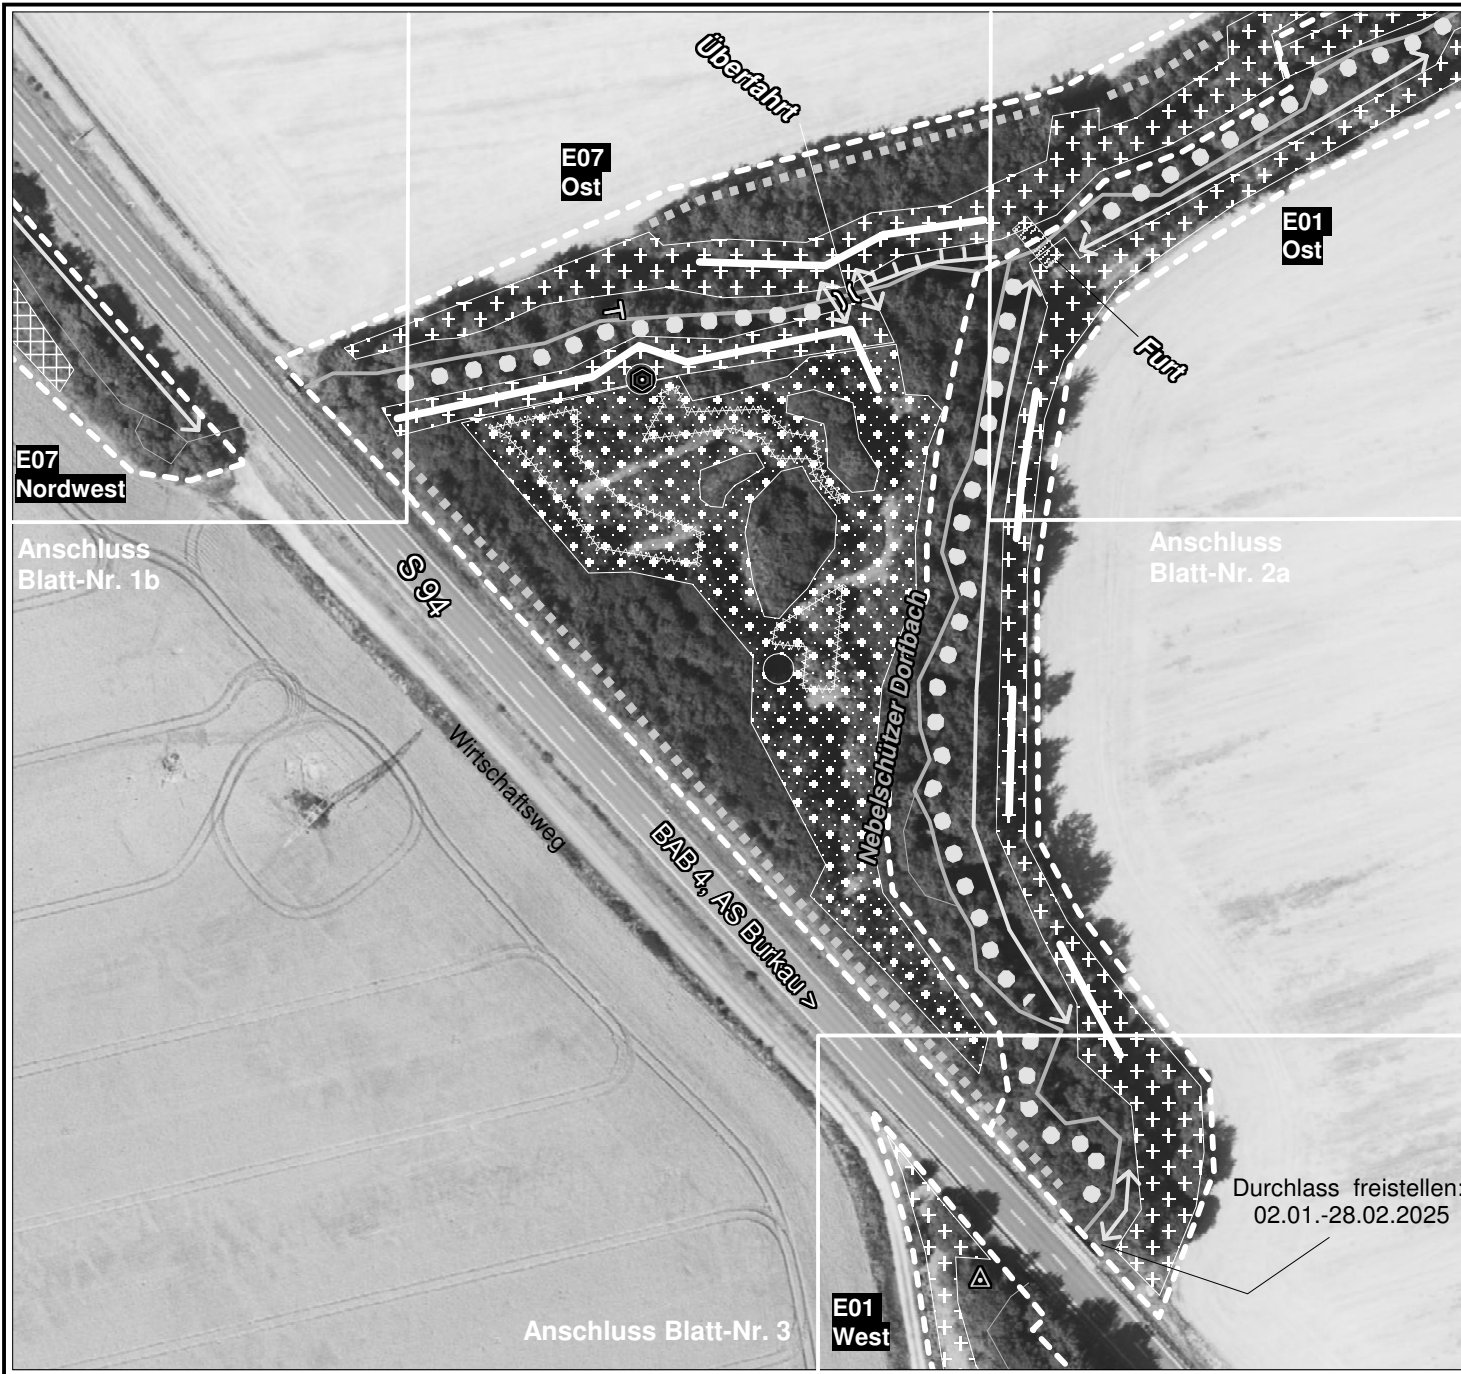 Überfahrt
E07
Ost
E01
Ost
Furt
E07
Nordwest
Anschluss
Blatt-Nr. 1b
S 94
Anschluss
Blatt-Nr. 2a
Nebelschützer Dorfbach
Wirtschaftsweg
BAB 4, AS Burkau >
Durchlass freistellen:
02.01.-28.02.2025
E01
West
Anschluss Blatt-Nr. 3